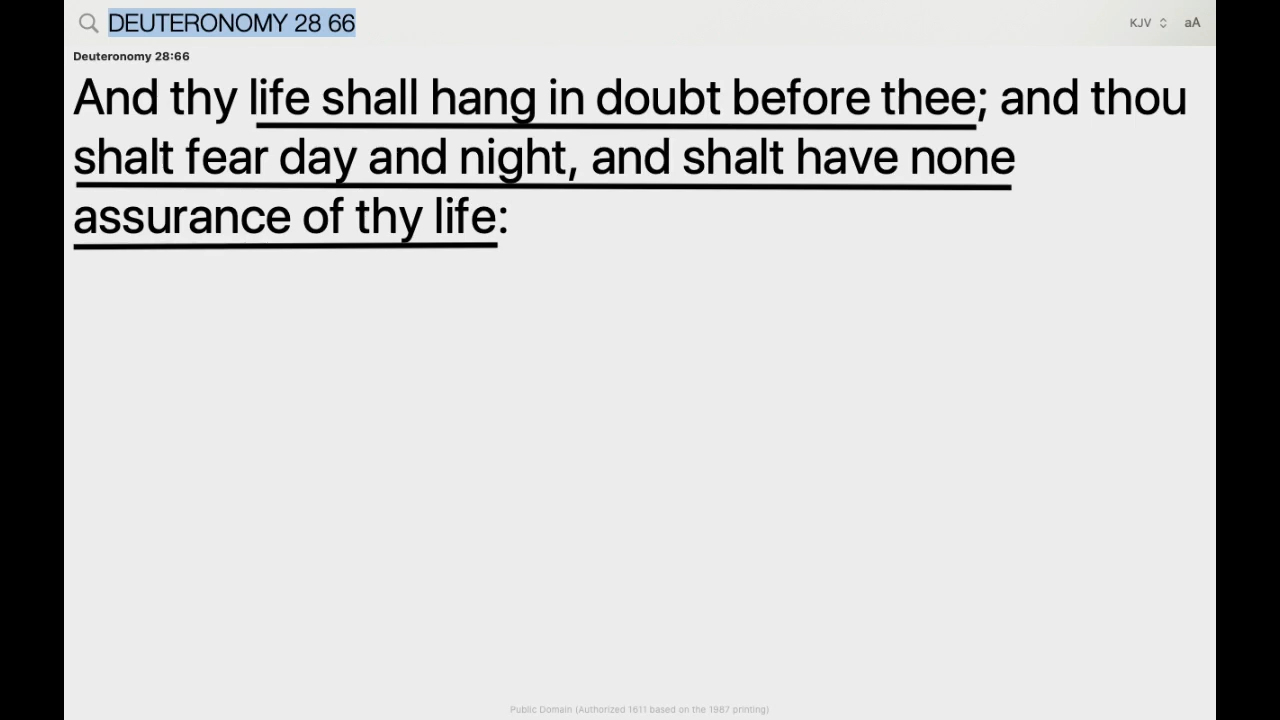 DEUTERONOMY 28 66
KJV
aA
Deuteronomy 28:66
And thy life shall hang in doubt before thee; and thou
shalt fear day and night, and shalt have none
assurance of thy life:
Public Domain (Authorized 1611 based on the 1987 printing)